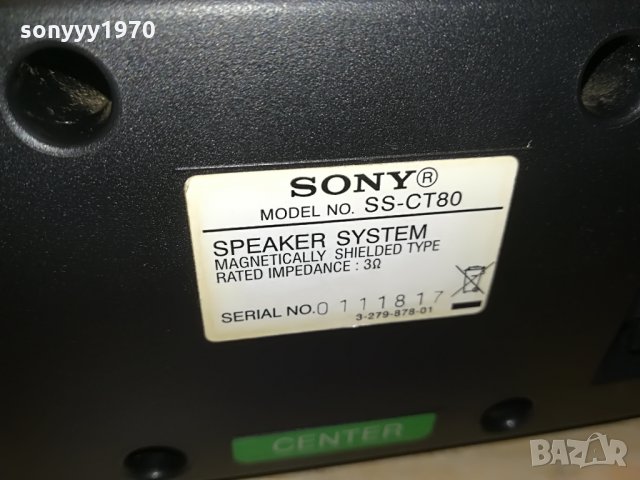 sonyyy1970
SONY®
MODEL NO. SS-CT80
SPEAKER SYSTEM
MAGNETICALLY SHIELDED TYPE
RATED IMPEDANCE : 3Ω
SERIAL NO. 0111817
3-279-878-01
CENTER
BAZAR